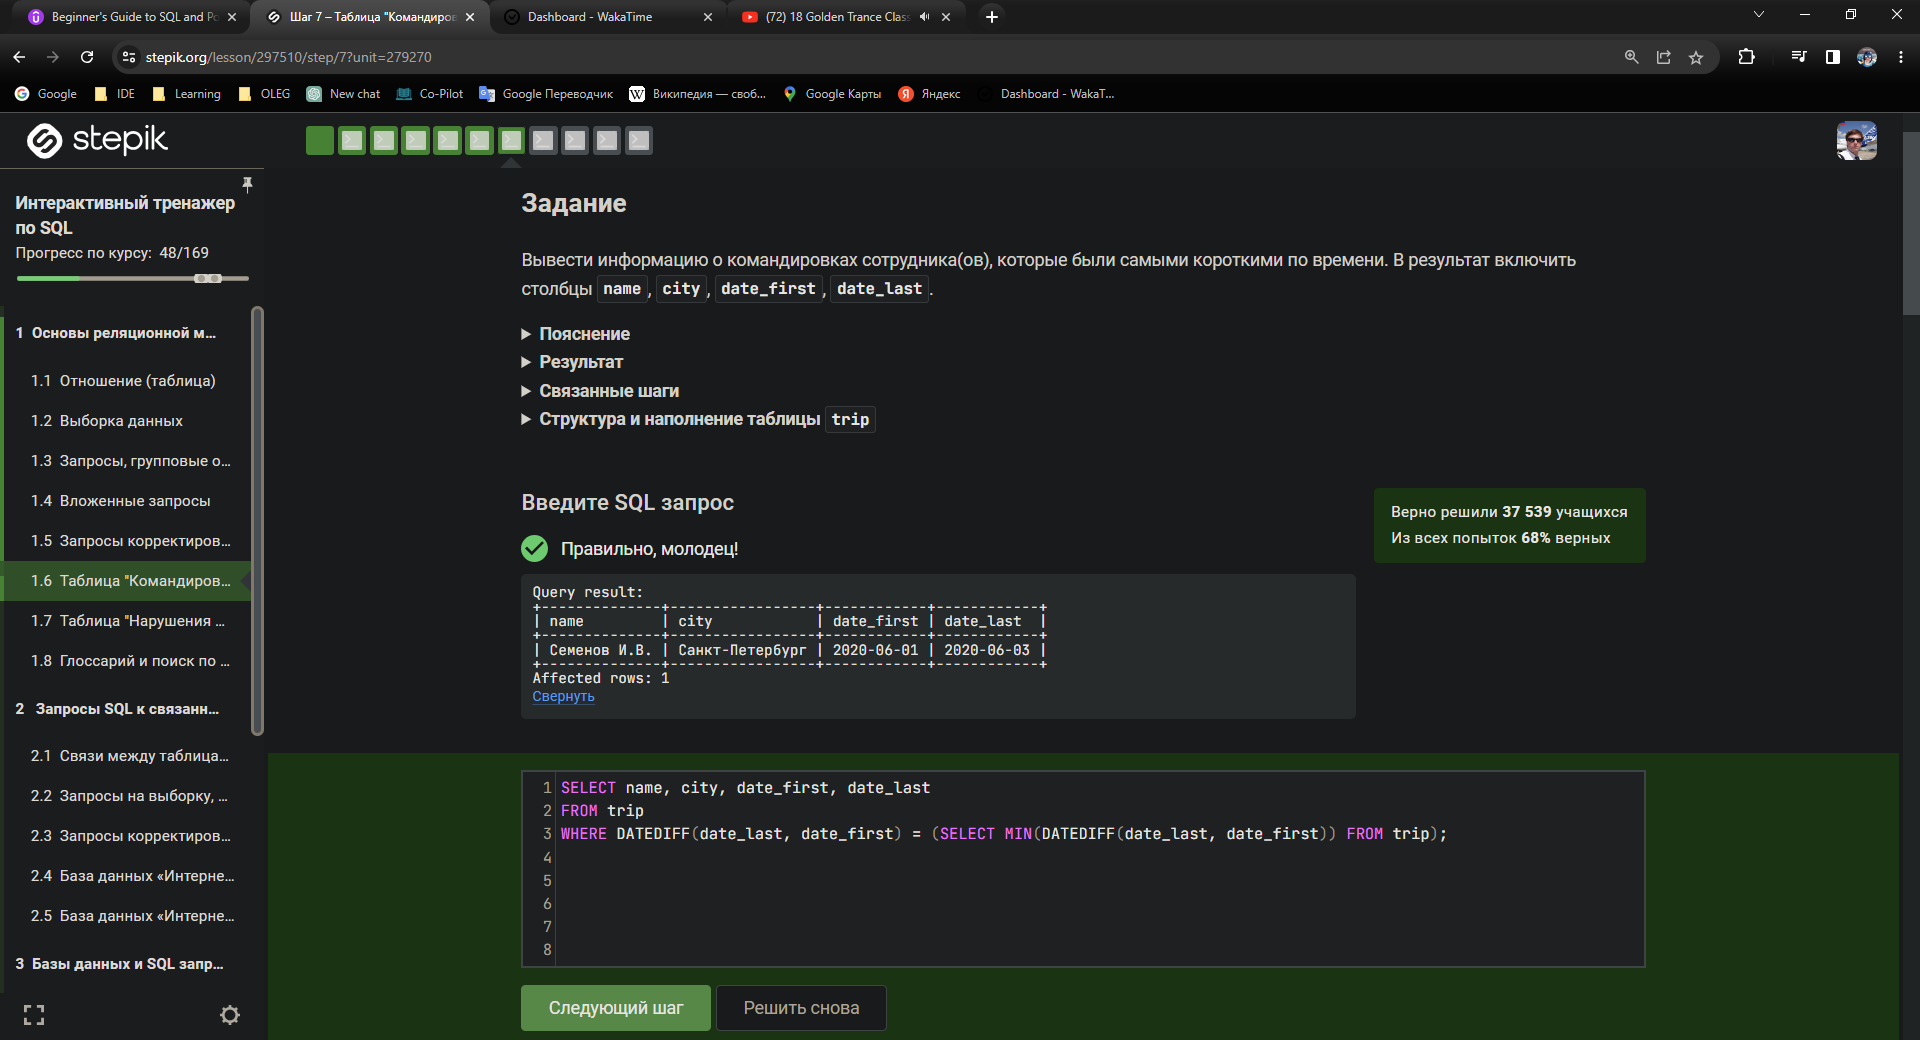 Beginner's Guide to SQL and Po
Шаг 7 – Таблица "Командиров
Dashboard - WakaTime
(72) 18 Golden Trance Clas
stepik.org/lesson/297510/step/7?unit=279270
Google
IDE
Learning
OLEG
New chat
Co-Pilot
Google Переводчик
Википедия — своб...
Google Карты
Яндекс
Dashboard - WakaT...
stepik
Интерактивный тренажер
по SQL
Прогресс по курсу: 48/169
1 Основы реляционной м...
1.1 Отношение (таблица)
1.2 Выборка данных
1.3 Запросы, групповые о...
1.4 Вложенные запросы
1.5 Запросы корректиров...
1.6 Таблица "Командиров...
1.7 Таблица "Нарушения ...
1.8 Глоссарий и поиск по ...
2 Запросы SQL к связанн...
2.1 Связи между таблица...
2.2 Запросы на выборку, ...
2.3 Запросы корректиров...
2.4 База данных «Интерне...
2.5 База данных «Интерне...
3 Базы данных и SQL запр...
Задание
Вывести информацию о командировках сотрудника(ов), которые были самыми короткими по времени. В результат включить
столбцы name, city, date_first, date_last.
Пояснение
Результат
Связанные шаги
Структура и наполнение таблицы trip
Введите SQL запрос
Верно решили 37 539 учащихся
Из всех попыток 68% верных
Правильно, молодец!
Query result:
+--------------+-----------------+------------+------------+
| name         | city            | date_first | date_last  |
+--------------+-----------------+------------+------------+
| Семенов И.В. | Санкт-Петербург | 2020-06-01 | 2020-06-03 |
+--------------+-----------------+------------+------------+
Affected rows: 1
Свернуть
1 SELECT name, city, date_first, date_last
2 FROM trip
3 WHERE DATEDIFF(date_last, date_first) = (SELECT MIN(DATEDIFF(date_last, date_first)) FROM trip);
4
5
6
7
8
Следующий шаг
Решить снова